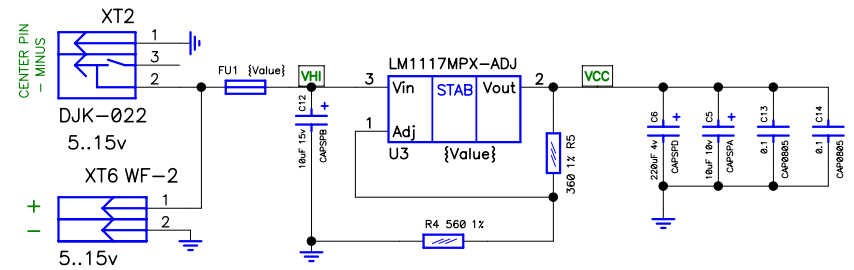 XT2
CENTER PIN
- MINUS
1
3
2
DJK-022
5..15v
FU1 {Value}
VHI
C12
10uF 15v
CAPSPB
+
LM1117MPX-ADJ
3
Vin
STAB
Vout
2
1
Adj
U3
{Value}
VCC
360 1% R5
R4 560 1%
C6
220uF 4v
CAPSPD
+
C5
10uF 10v
CAPSPA
+
C13
0.1
CAP0805
C14
0.1
CAP0805
XT6 WF-2
+
-
1
2
5..15v